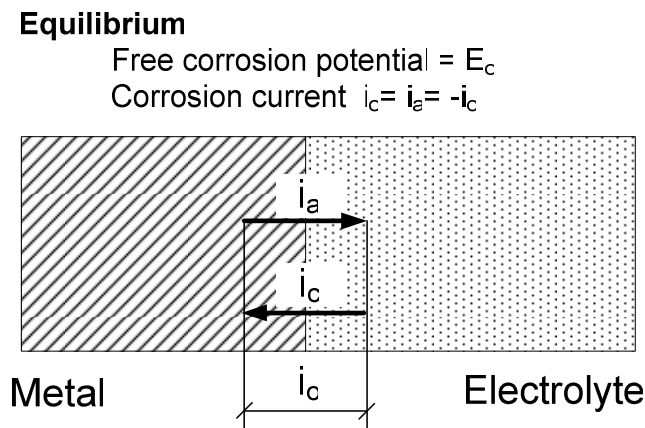 Equilibrium
Free corrosion potential = Ec
Corrosion current ic= ia= -ic
ia
ic
ic
Metal
Electrolyte